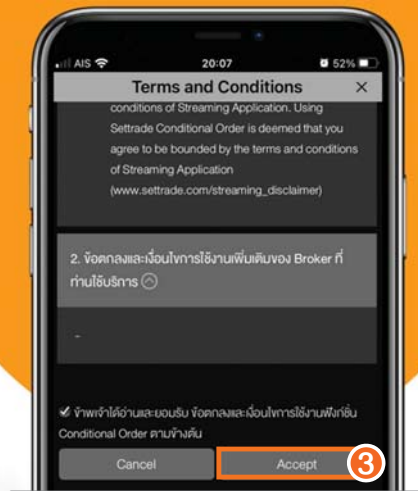 AIS 20:07 52%
Terms and Conditions ×
conditions of Streaming Application. Using
Settrade Conditional Order is deemed that you
agree to be bounded by the terms and conditions
of Streaming Application
(www.settrade.com/streaming_disclaimer)
2. ข้อตกลงและเงื่อนไขการใช้งานเพิ่มเติมของ Broker ที่
ท่านใช้บริการ
-
ข้าพเจ้าได้อ่านและยอมรับ ข้อตกลงและเงื่อนไขการใช้งานฟังก์ชั่น
Conditional Order ตามข้างต้น
Cancel Accept 3